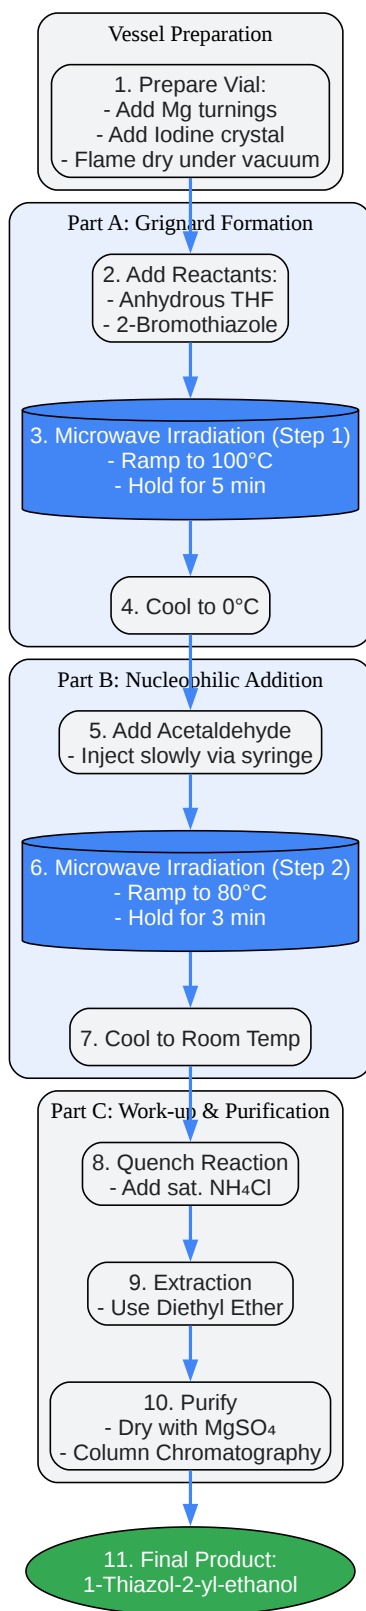 Vessel Preparation
1. Prepare Vial:
- Add Mg turnings
- Add Iodine crystal
- Flame dry under vacuum
Part A: Grignard Formation
2. Add Reactants:
- Anhydrous THF
- 2-Bromothiazole
3. Microwave Irradiation (Step 1)
- Ramp to 100°C
- Hold for 5 min
4. Cool to 0°C
Part B: Nucleophilic Addition
5. Add Acetaldehyde
- Inject slowly via syringe
6. Microwave Irradiation (Step 2)
- Ramp to 80°C
- Hold for 3 min
7. Cool to Room Temp
Part C: Work-up & Purification
8. Quench Reaction
- Add sat. NH₄Cl
9. Extraction
- Use Diethyl Ether
10. Purify
- Dry with MgSO₄
- Column Chromatography
11. Final Product:
1-Thiazol-2-yl-ethanol